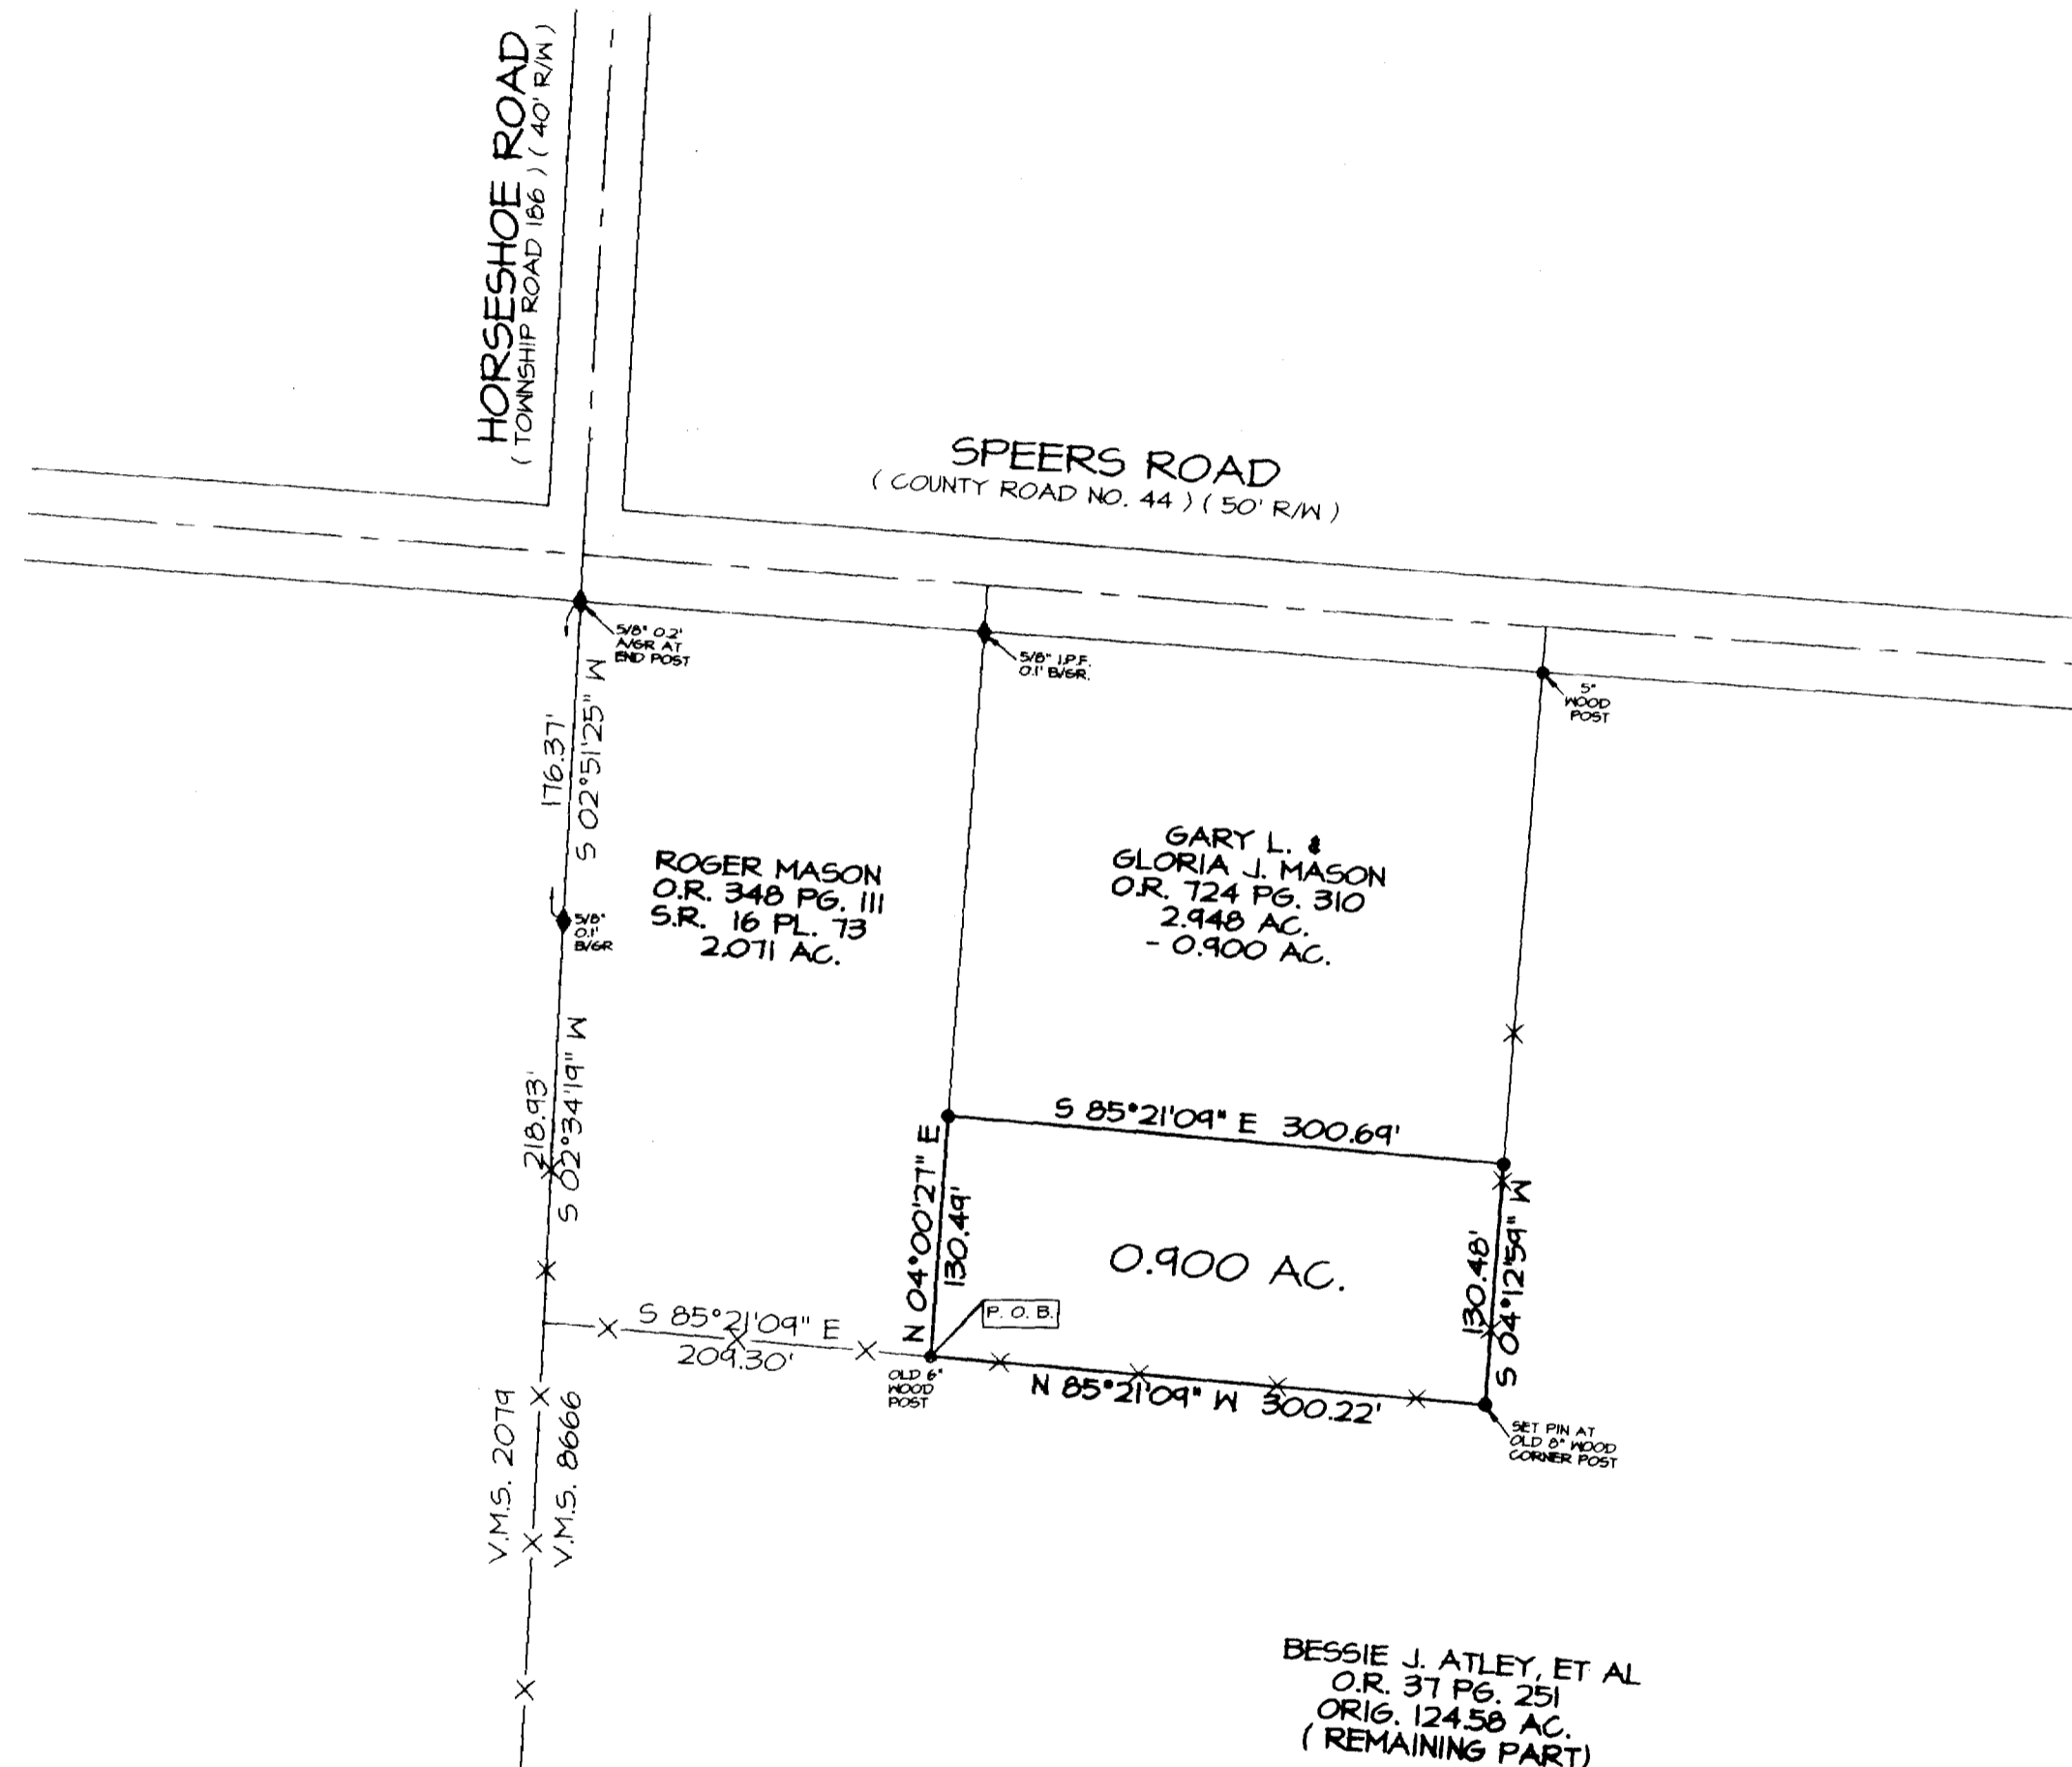 HORSESHOE ROAD
( TOWNSHIP ROAD 186 ) ( 40' R/W )
SPEERS ROAD
( COUNTY ROAD NO. 44 ) ( 50' R/W )
5/8" 0.2'
A/GR AT
END POST
5/8" I.P.F.
0.1' B/GR.
5"
WOOD
POST
176.37'
S 02°51'25" W
ROGER MASON
O.R. 348 PG. 111
S.R. 16 PL. 73
2.071 AC.
GARY L. &
GLORIA J. MASON
O.R. 724 PG. 310
2.948 AC.
- 0.900 AC.
5/8"
0.1'
B/GR
218.93'
S 02°34'19" W
S 85°21'09" E 300.69'
N 04°00'27" E
130.49'
0.900 AC.
130.48'
S 04°12'59" W
P. O. B.
S 85°21'09" E
209.30'
OLD 6"
WOOD
POST
N 85°21'09" W 300.22'
SET PIN AT
OLD 8" WOOD
CORNER POST
V.M.S. 2079
V.M.S. 8666
BESSIE J. ATLEY, ET AL
O.R. 37 PG. 251
ORIG. 124.58 AC.
( REMAINING PART)